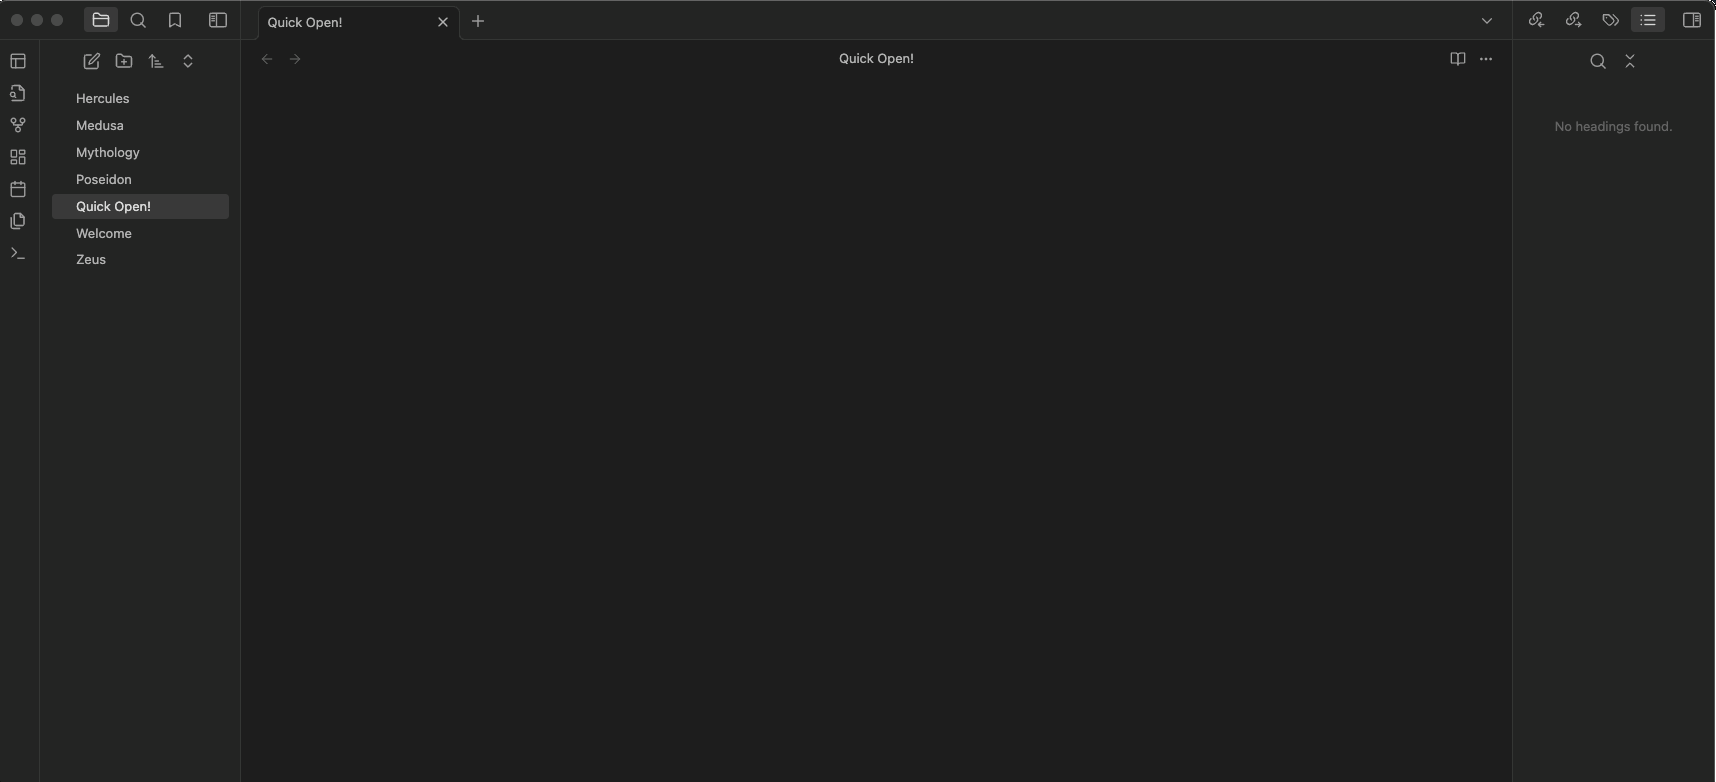 Quick Open!
Quick Open!
Hercules
Medusa
Mythology
Poseidon
Quick Open!
Welcome
Zeus
No headings found.